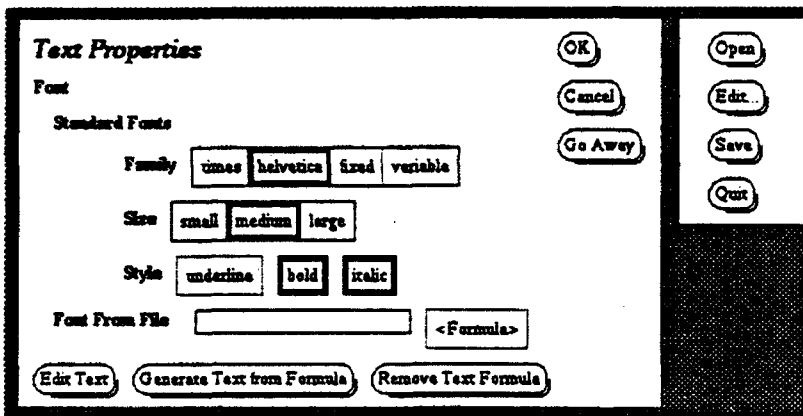 Text Properties
OK
Open
Font
Cancel
Edit...
Standard Fonts
Family times helvetica fixed variable
Go Away
Save
Size small medium large
Quit
Style underline bold italic
Font From File <Formula>
Edit Text Generate Text from Formula Remove Text Formula